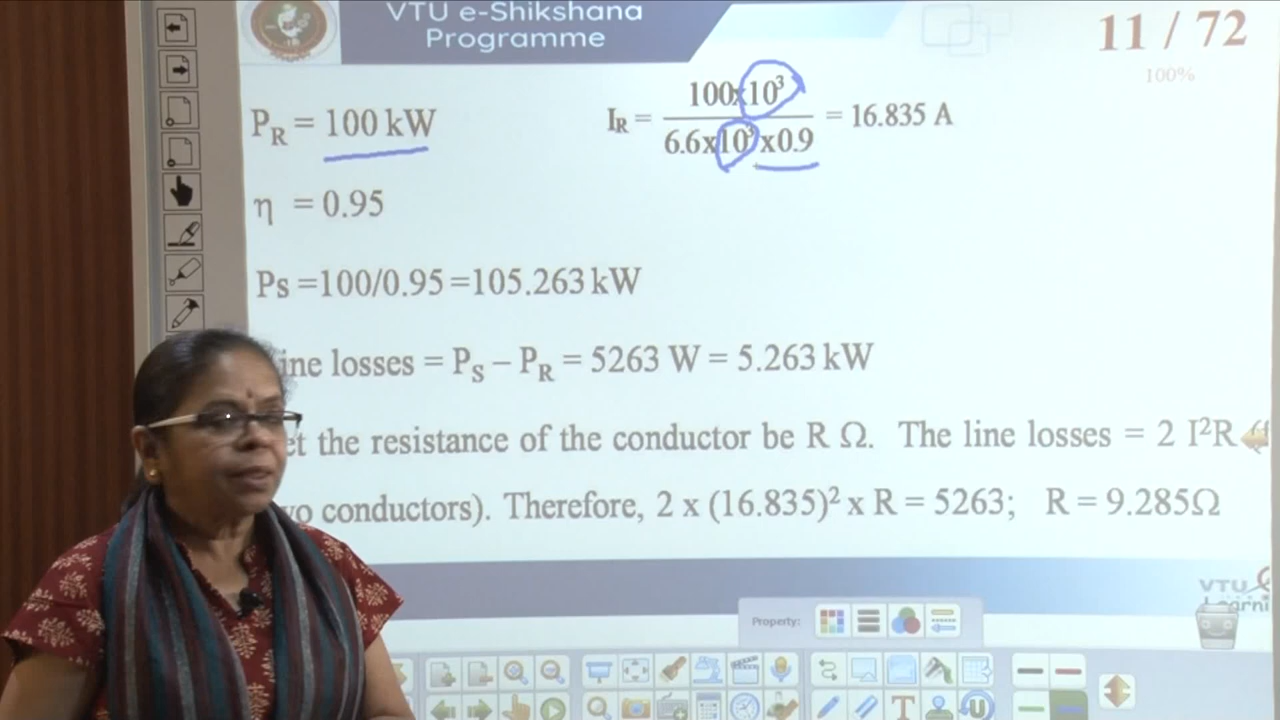 VTU e-Shikshana
Programme
11 / 72
100%
P_R = 100 kW
I_R = 100x10³ / 6.6x10³x0.9 = 16.835 A
η = 0.95
Ps =100/0.95 =105.263 kW
ine losses = P_S – P_R = 5263 W = 5.263 kW
et the resistance of the conductor be R Ω. The line losses = 2 I²R
vo conductors). Therefore, 2 x (16.835)² x R = 5263; R = 9.285Ω
VTU
Property: